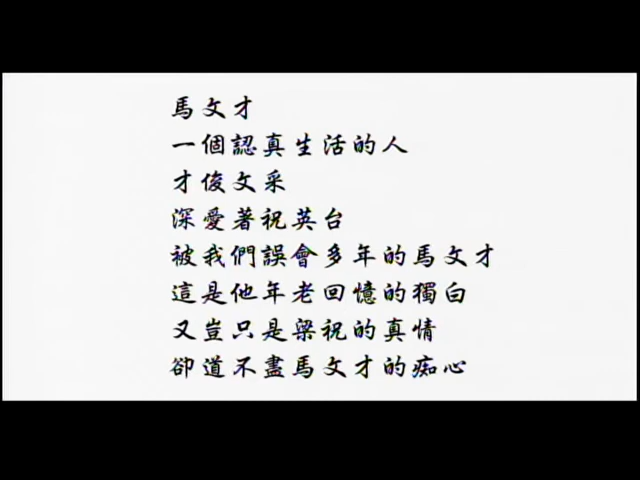 馬文才
一個認真生活的人
才俊文采
深愛著祝英台
被我們誤會多年的馬文才
這是他年老回憶的獨白
又豈只是梁祝的真情
卻道不盡馬文才的痴心